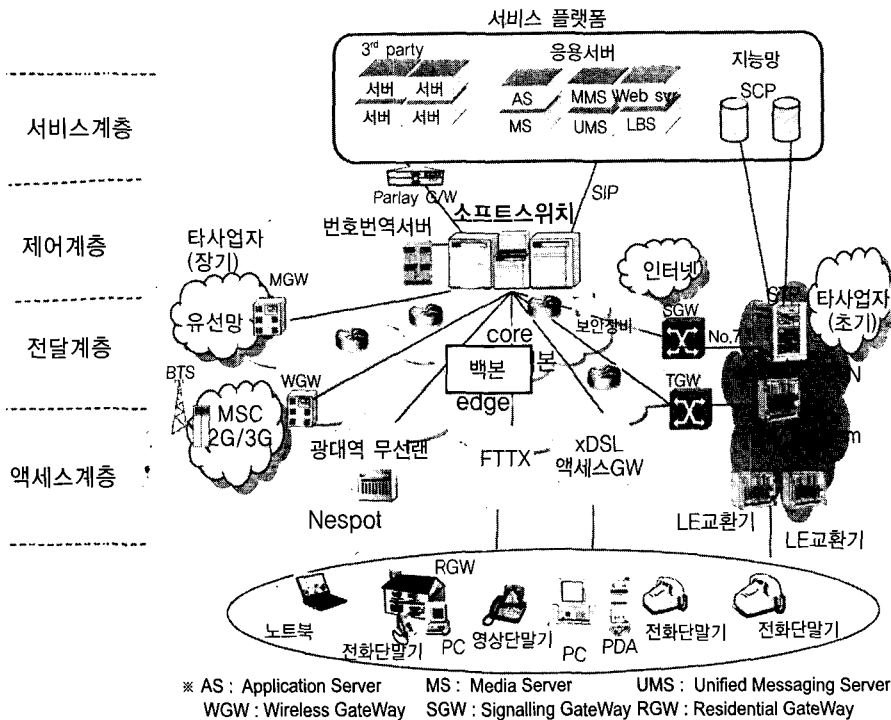 서비스 플랫폼
3rd party
응용서버
지능망
서버 서버
서버 서버
AS MMS Web svr
MS UMS LBS
SCP
서비스계층
Parlay G/W
SIP
소프트스위치
번호번역서버
제어계층
타사업자
(장기)
MGW
유선망
인터넷
SGW
STP
타사업자
(초기)
No.7
보안장비
core
백본
본
edge
전달계층
BTS
WGW
MSC
2G/3G
TGW
N
m
광대역 무선랜
FTTX
xDSL
액세스GW
액세스계층
Nespot
LE교환기
LE교환기
RGW
노트북
전화단말기
PC
영상단말기
PC
PDA
전화단말기
전화단말기
※ AS : Application Server MS : Media Server UMS : Unified Messaging Server
WGW : Wireless GateWay SGW : Signalling GateWay RGW : Residential GateWay